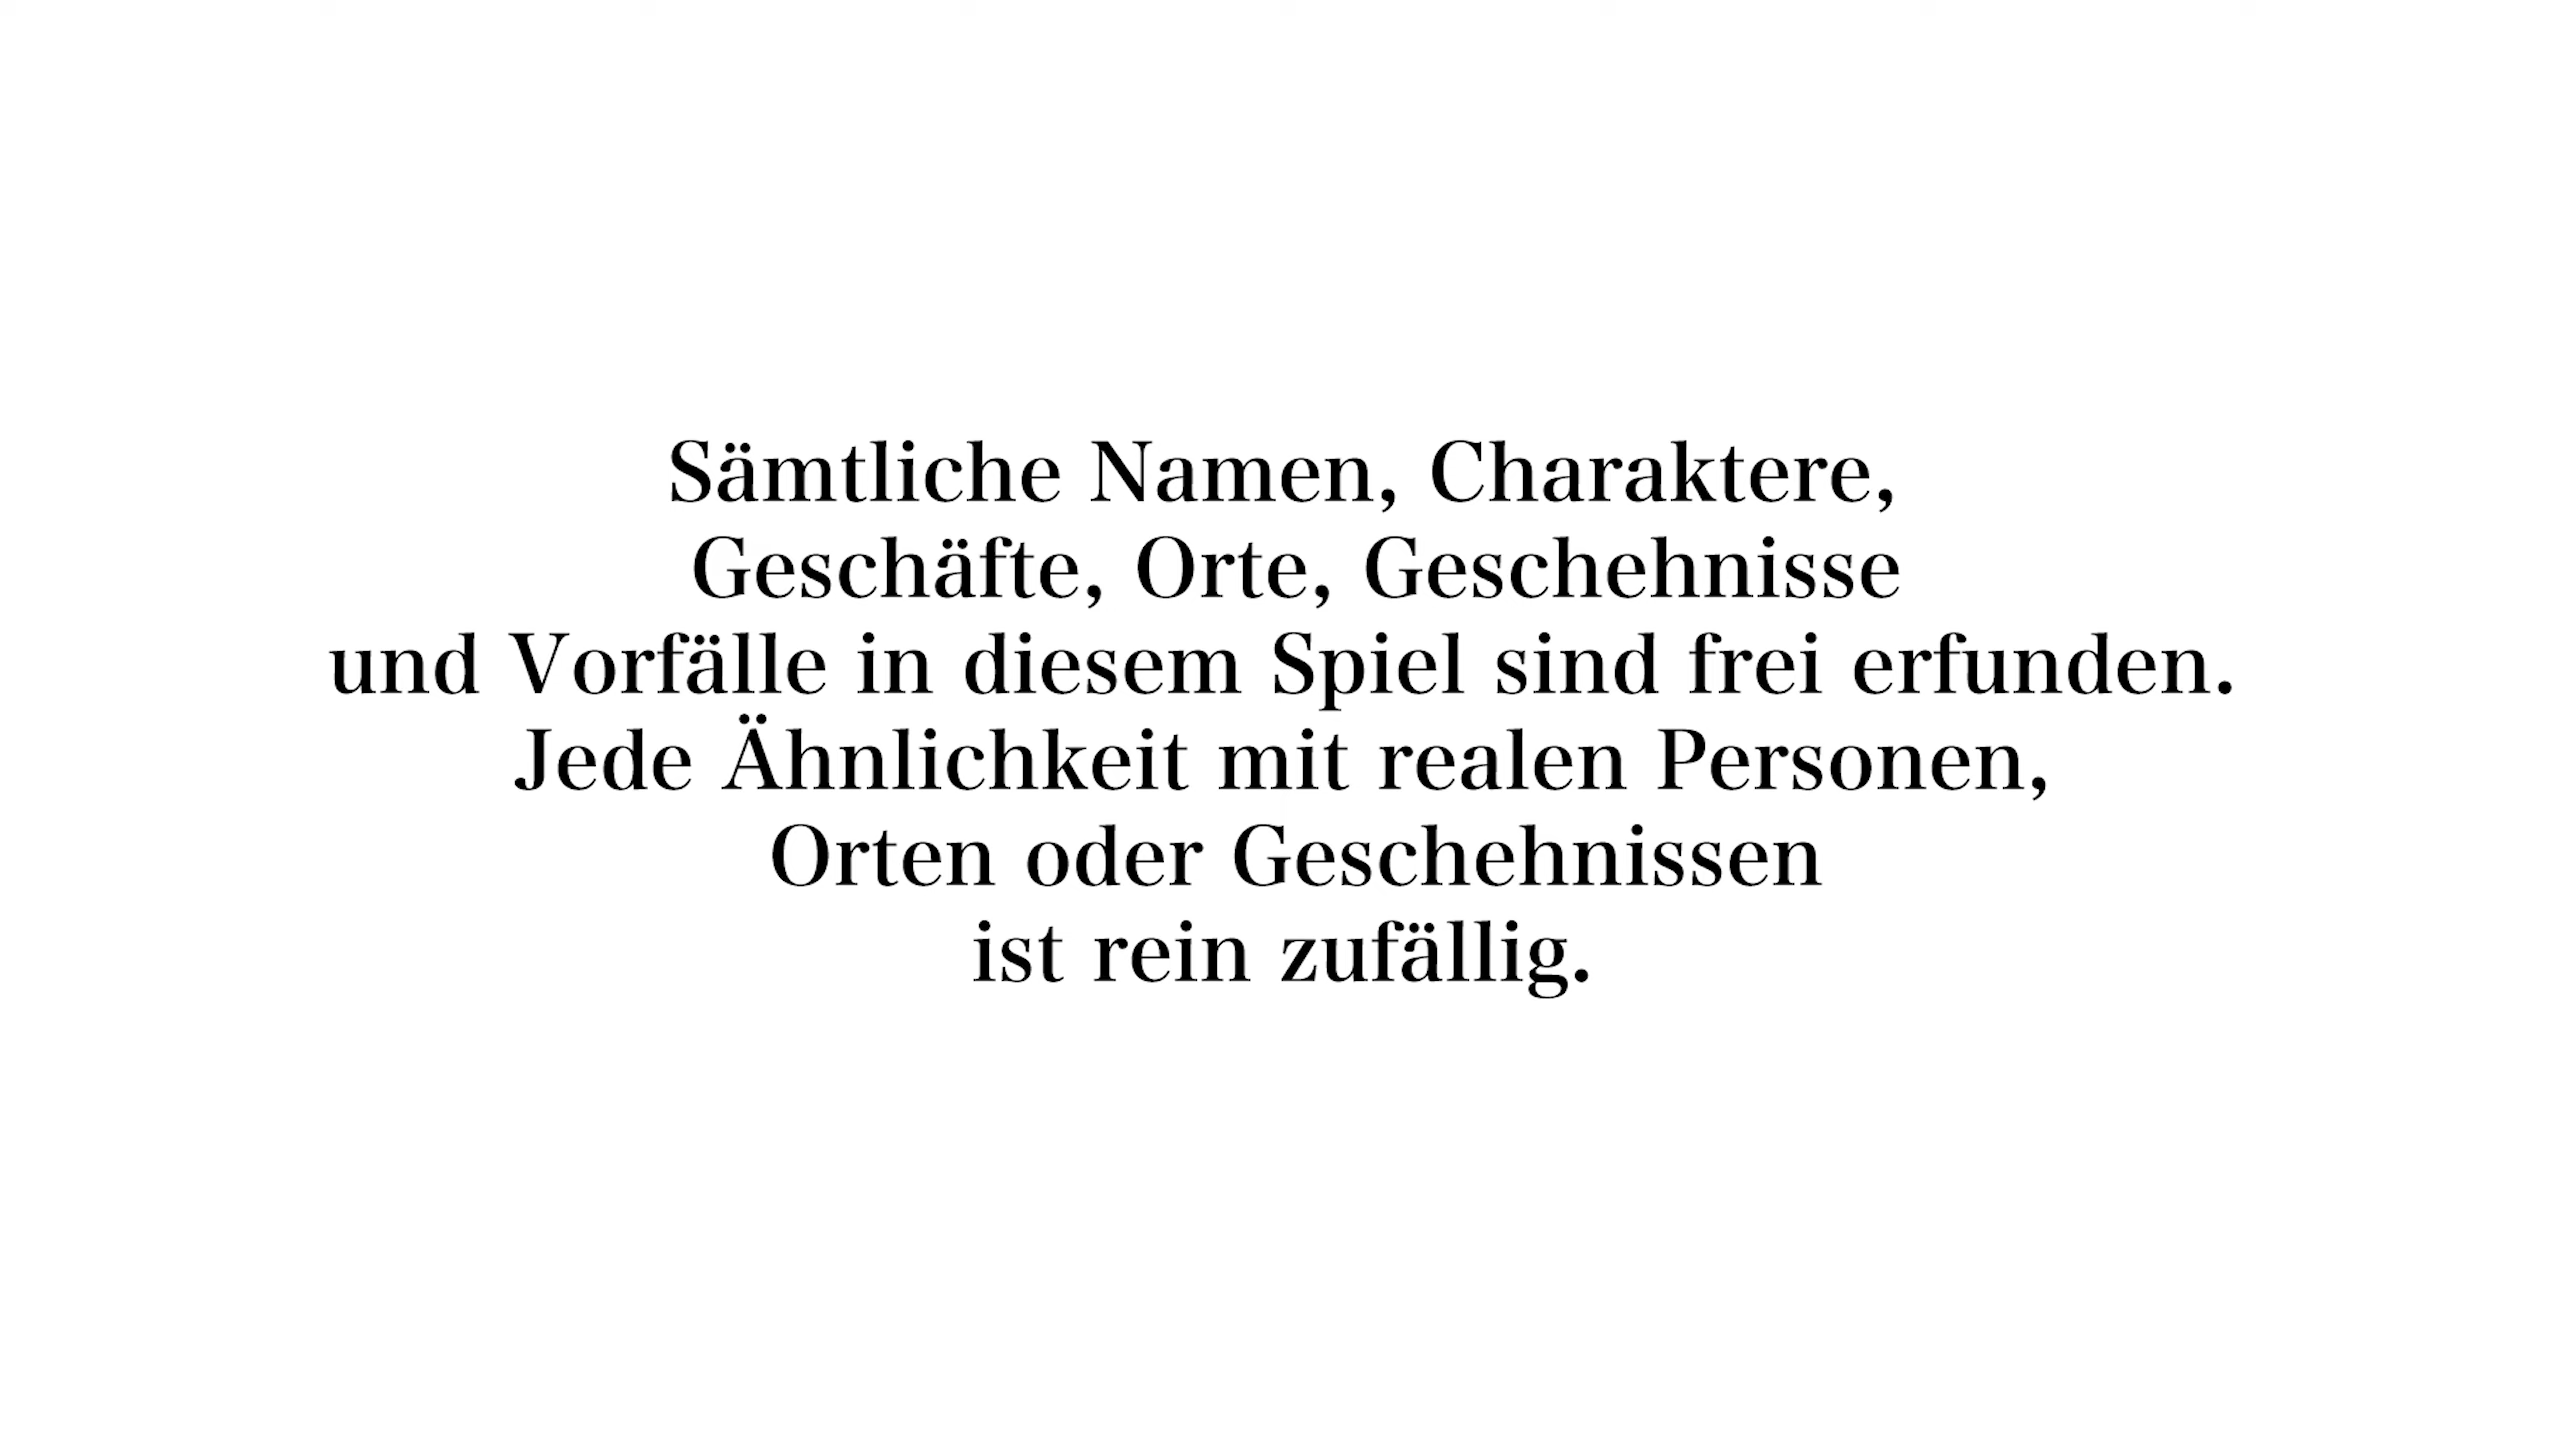 Sämtliche Namen, Charaktere,
Geschäfte, Orte, Geschehnisse
und Vorfälle in diesem Spiel sind frei erfunden.
Jede Ähnlichkeit mit realen Personen,
Orten oder Geschehnissen
ist rein zufällig.